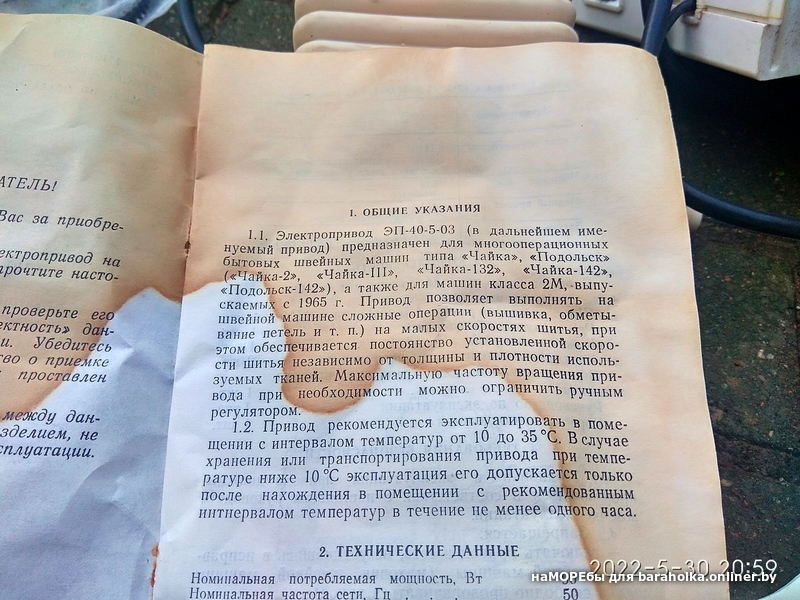 АТЕЛЬ!
Вас за приобре-
ектропривод на
прочтите насто-
проверьте его
ектность» дан-
и. Убедитесь
во о приемке
проставлен
между дан-
зделием, не
сплуатации.
1. ОБЩИЕ УКАЗАНИЯ
1.1. Электропривод ЭП-40-5-03 (в дальнейшем име-
нуемый привод) предназначен для многооперационных
бытовых швейных машин типа «Чайка», «Подольск»
(«Чайка-2», «Чайка-III», «Чайка-132», «Чайка-142»,
«Подольск-142»), а также для машин класса 2М, выпу-
скаемых с 1965 г. Привод позволяет выполнять на
швейной машине сложные операции (вышивка, обметы-
вание петель и т. п.) на малых скоростях шитья, при
этом обеспечивается постоянство установленной скоро-
сти шитья независимо от толщины и плотности исполь-
зуемых тканей. Максимальную частоту вращения при-
вода при необходимости можно ограничить ручным
регулятором.
1.2. Привод рекомендуется эксплуатировать в поме-
щении с интервалом температур от 10 до 35 °С. В случае
хранения или транспортирования привода при темпе-
ратуре ниже 10 °С эксплуатация его допускается только
после нахождения в помещении с рекомендованным
интнервалом температур в течение не менее одного часа.
2. ТЕХНИЧЕСКИЕ ДАННЫЕ
Номинальная потребляемая мощность, Вт
Номинальная частота сети, Гц . . . 50
2022-5-30 20:59
наМОРЕбы для baraholka.onliner.by